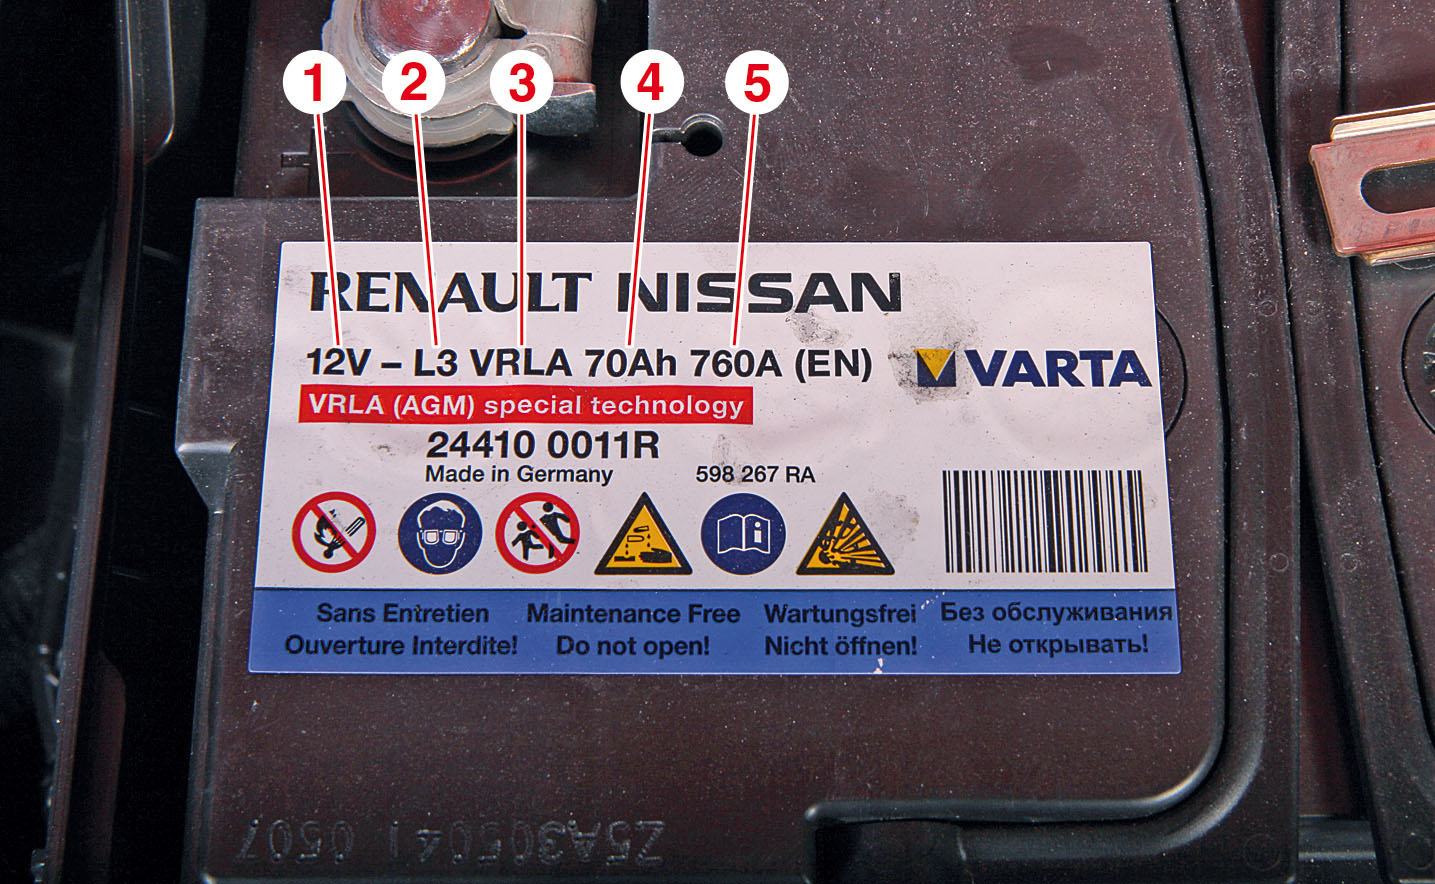 1 2 3 4 5
RENAULT NISSAN
12V – L3 VRLA 70Ah 760A (EN)
VARTA
VRLA (AGM) special technology
24410 0011R
Made in Germany 598 267 RA
Sans Entretien Maintenance Free Wartungsfrei Без обслуживания
Ouverture Interdite! Do not open! Nicht öffnen! Не открывать!
Z5A305041 0507